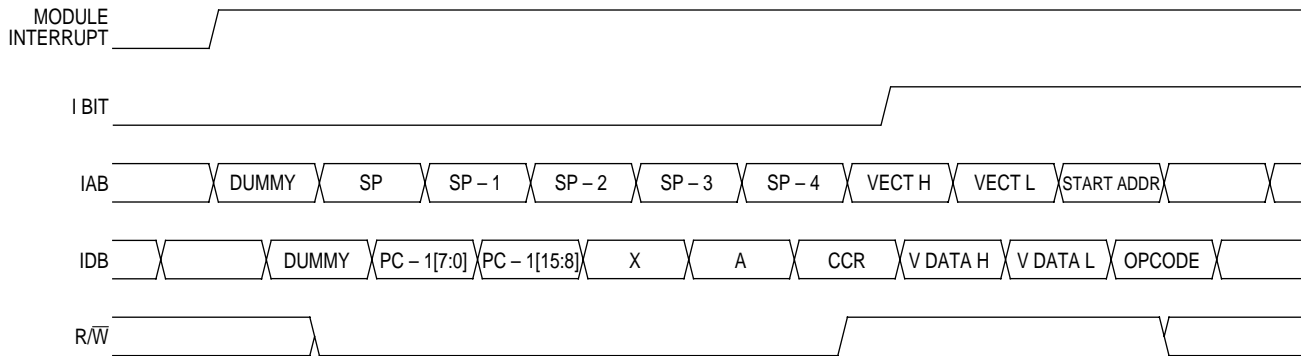 MODULE
INTERRUPT
I BIT
IAB DUMMY SP SP – 1 SP – 2 SP – 3 SP – 4 VECT H VECT L START ADDR
IDB DUMMY PC – 1[7:0] PC – 1[15:8] X A CCR V DATA H V DATA L OPCODE
R/W̅